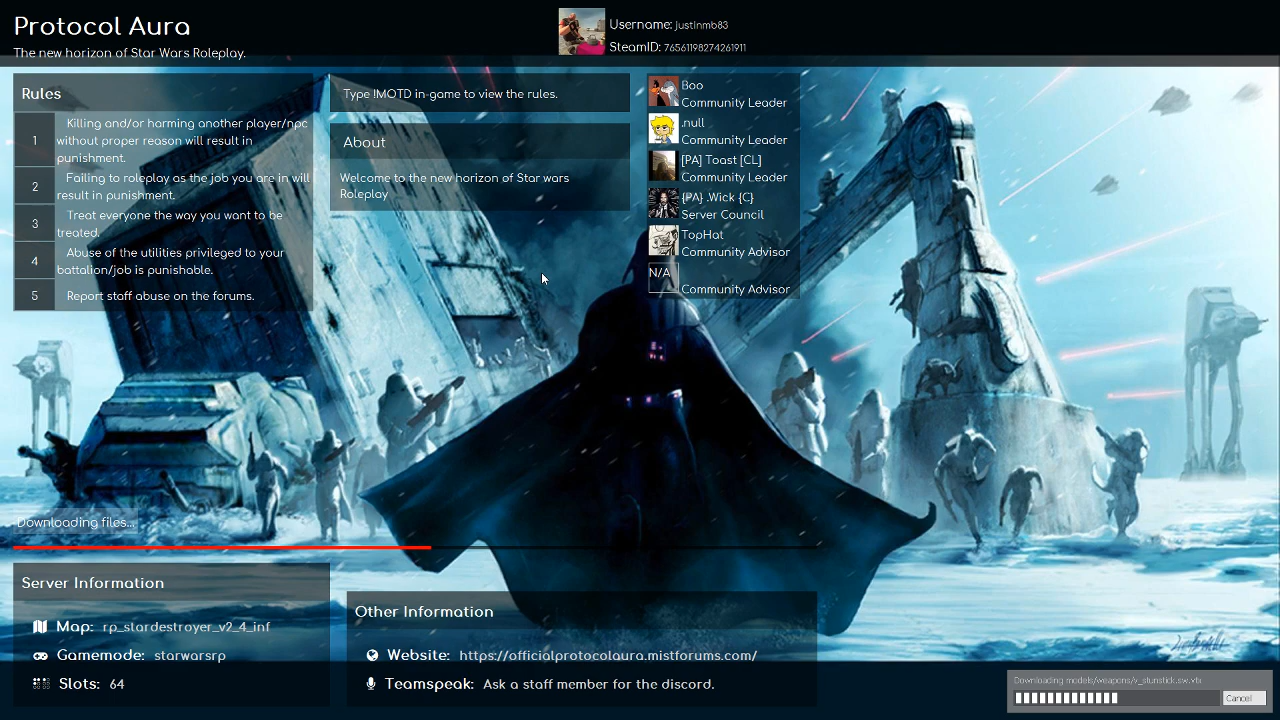 Protocol Aura
The new horizon of Star Wars Roleplay.
Username: justinmb83
SteamID: 76561198274261911
Rules
1 Killing and/or harming another player/npc
without proper reason will result in
punishment.
2 Failing to roleplay as the job you are in will
result in punishment.
3 Treat everyone the way you want to be
treated.
4 Abuse of the utilities privileged to your
battalion/job is punishable.
5 Report staff abuse on the forums.
Type !MOTD in-game to view the rules.
About
Welcome to the new horizon of Star wars
Roleplay
Boo
Community Leader
.null
Community Leader
[PA] Toast [CL]
Community Leader
{PA} .Wick {C}
Server Council
TopHat
Community Advisor
N/A
Community Advisor
Downloading files...
Server Information
Map: rp_stardestroyer_v2_4_inf
Gamemode: starwarsrp
Slots: 64
Other Information
Website: https://officialprotocolaura.mistforums.com/
Teamspeak: Ask a staff member for the discord.
Downloading models/weapons/v_stunstick.sw.vtx
Cancel